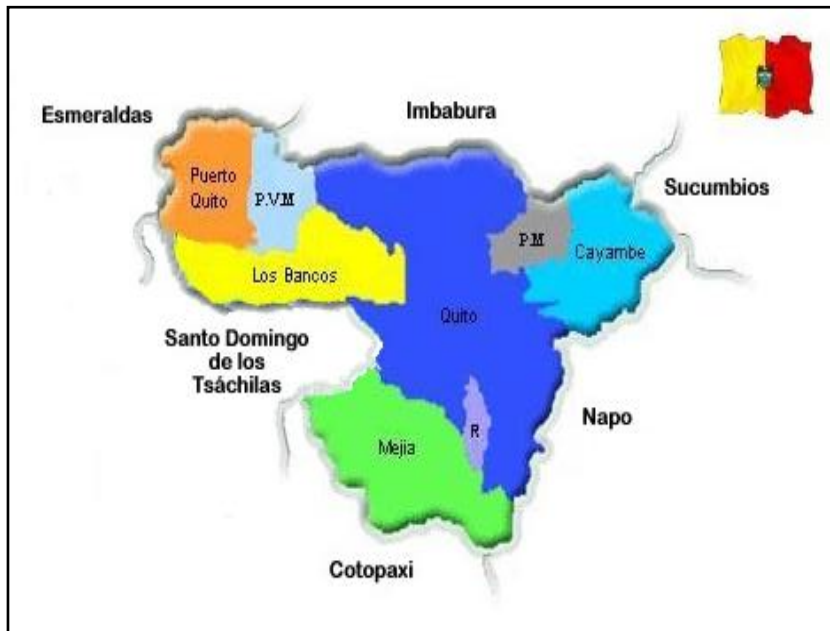 Esmeraldas
Imbabura
Puerto
Quito
P.V.M
Sucumbios
P.M
Cayambe
Los Bancos
Quito
Santo Domingo
de los
Tsáchilas
Napo
R
Mejia
Cotopaxi